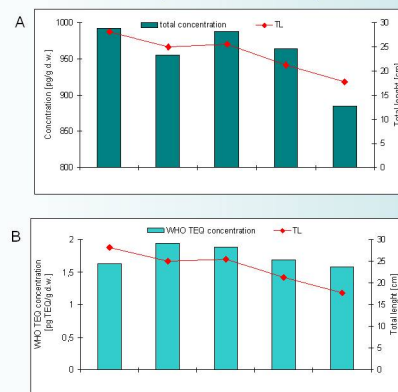 A
total concentration TL
Concntration [pg/g d.w.]
1000
950
900
850
800
30
25
20
15
10
5
0
Total lenght [cm]
B
WHO TEQ concentration TL
WHO TEQ concentration
[pg TEQ/g d.w.]
2
1,5
1
0,5
0
30
25
20
15
10
5
0
Total lenght [cm]